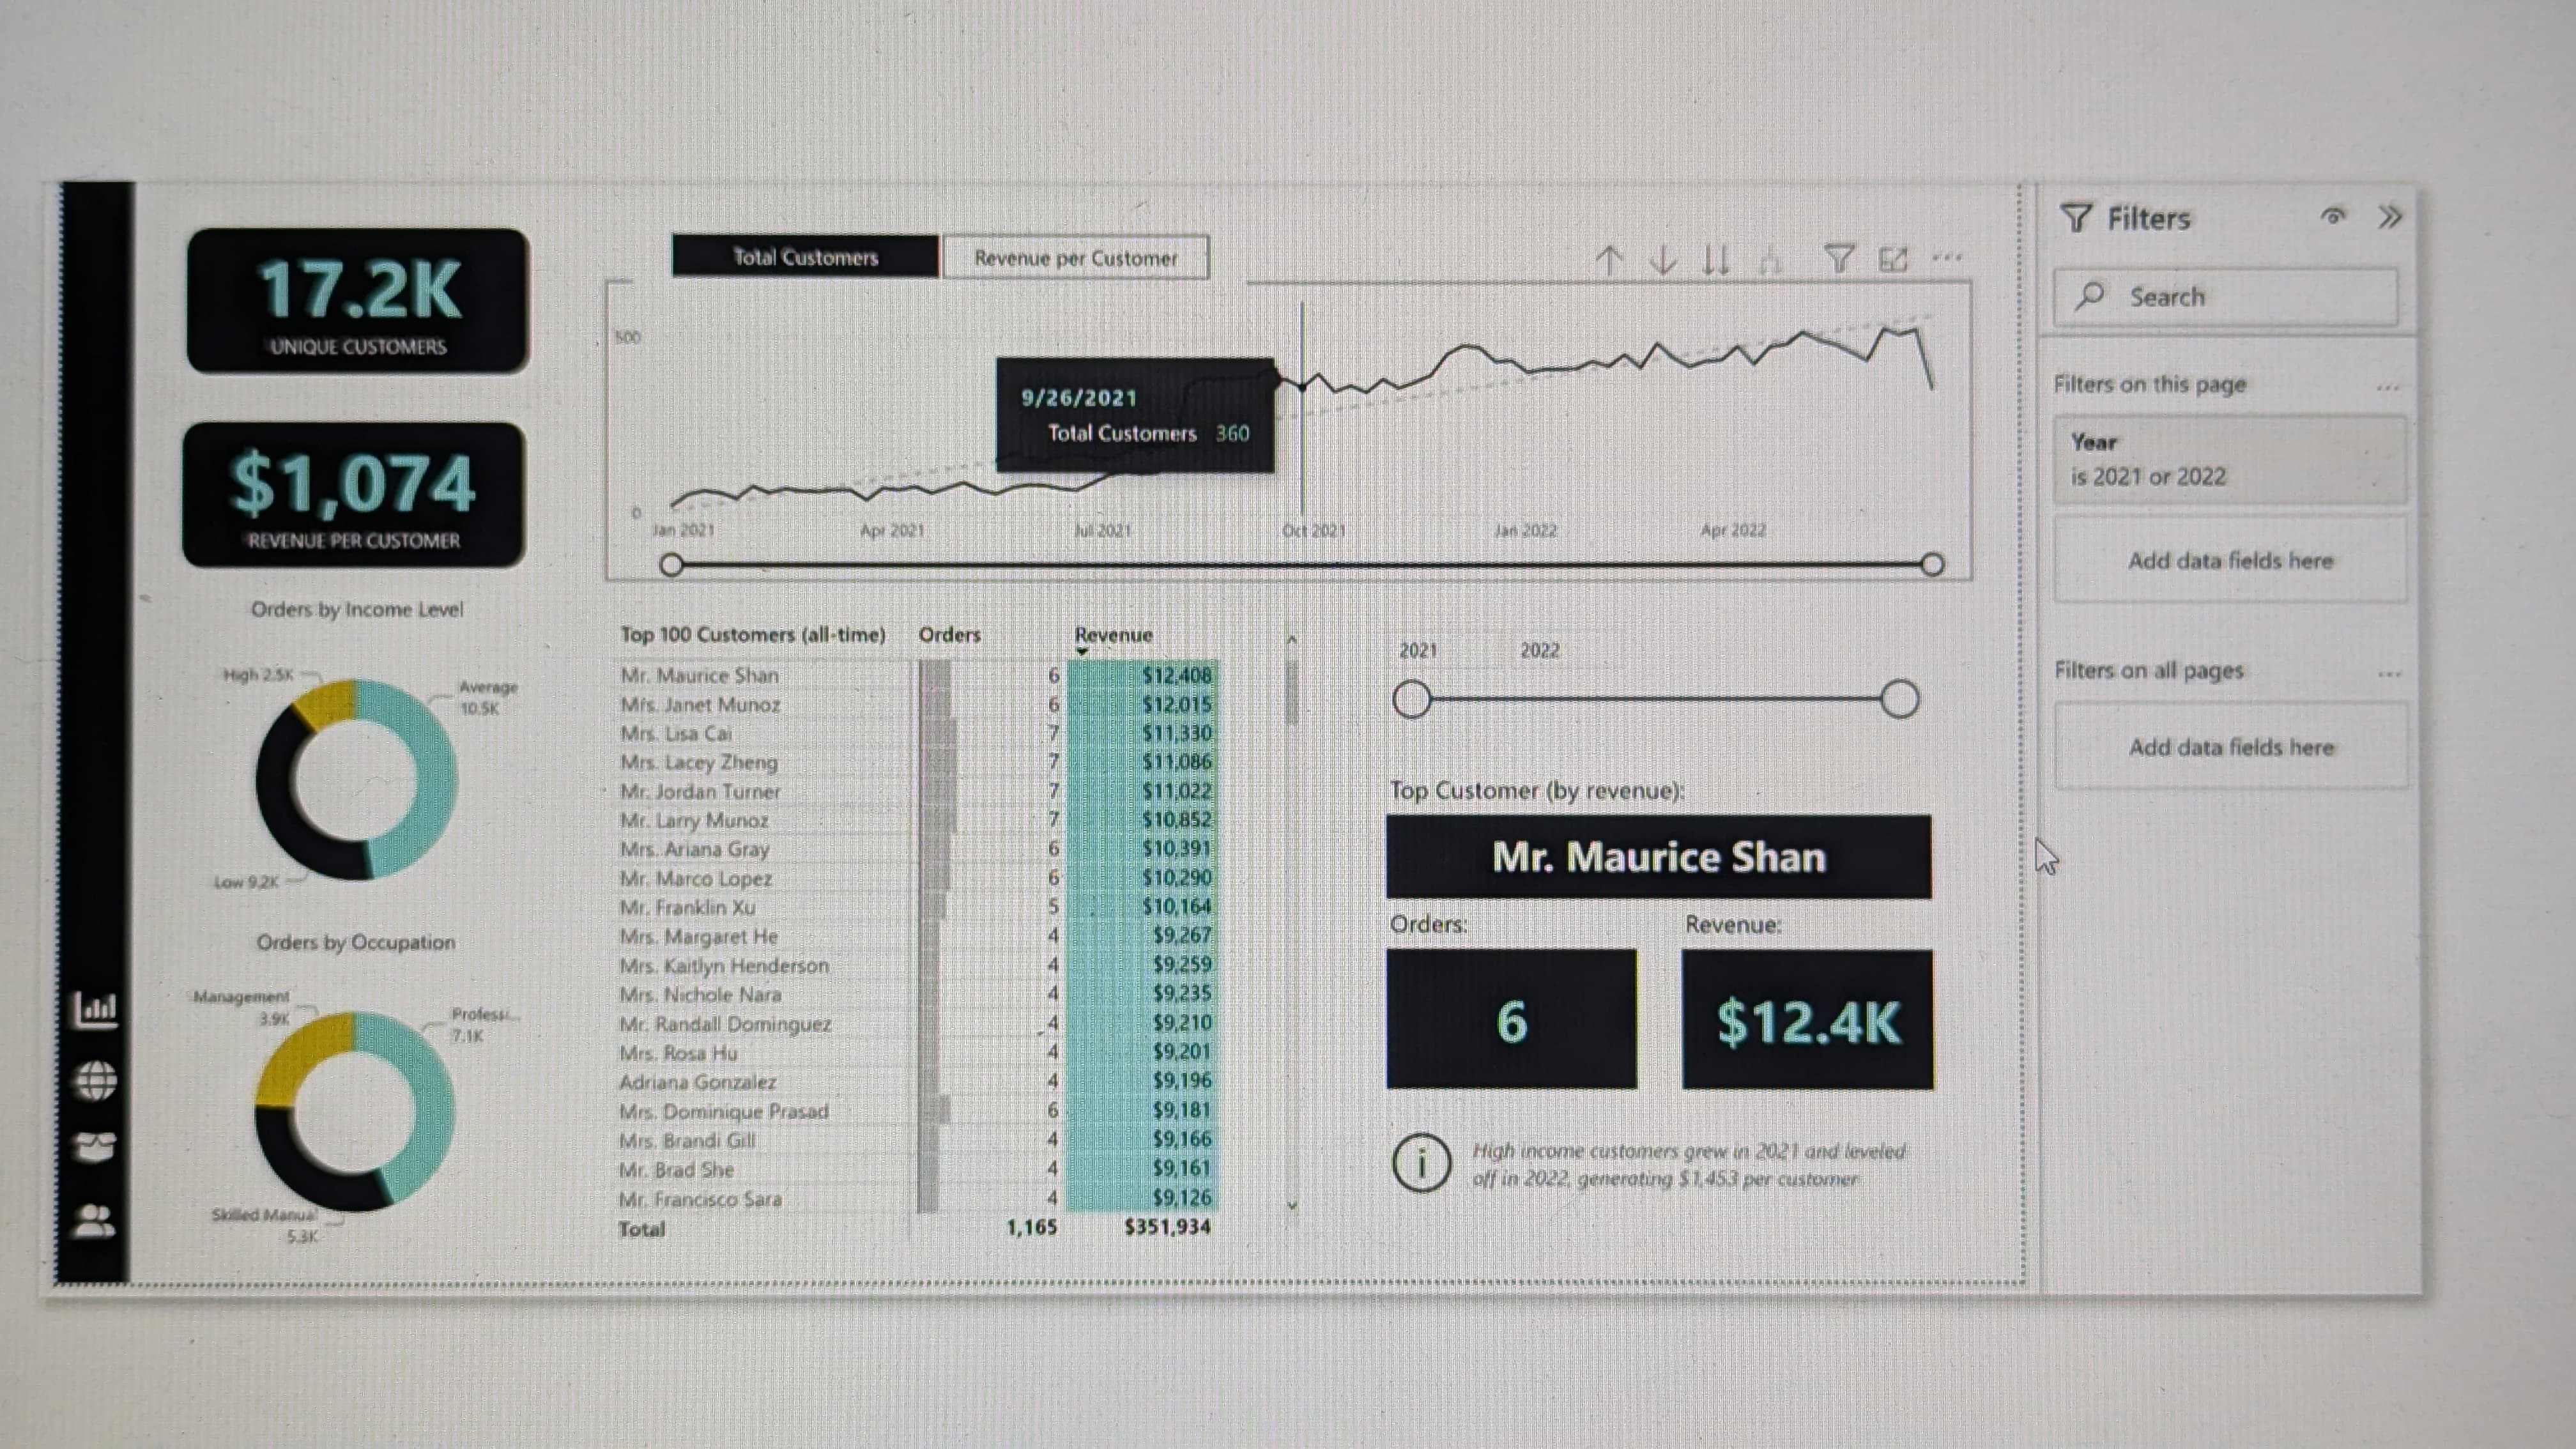 17.2K
UNIQUE CUSTOMERS
$1,074
REVENUE PER CUSTOMER
Orders by Income Level
High 2.5K
Average
10.5K
Low 9.2K
Orders by Occupation
Management
3.9K
Professi...
7.1K
Skilled Manual
5.3K
Total Customers
Revenue per Customer
500
9/26/2021
Total Customers 360
0
Jan 2021 Apr 2021 Jul 2021 Oct 2021 Jan 2022 Apr 2022
Top 100 Customers (all-time) Orders Revenue
Mr. Maurice Shan 6 $12,408
Mrs. Janet Munoz 6 $12,015
Mrs. Lisa Cai 7 $11,330
Mrs. Lacey Zheng 7 $11,086
Mr. Jordan Turner 7 $11,022
Mr. Larry Munoz 7 $10,852
Mrs. Ariana Gray 6 $10,391
Mr. Marco Lopez 6 $10,290
Mr. Franklin Xu 5 $10,164
Mrs. Margaret He 4 $9,267
Mrs. Kaitlyn Henderson 4 $9,259
Mrs. Nichole Nara 4 $9,235
Mr. Randall Dominguez 4 $9,210
Mrs. Rosa Hu 4 $9,201
Adriana Gonzalez 4 $9,196
Mrs. Dominique Prasad 6 $9,181
Mrs. Brandi Gill 4 $9,166
Mr. Brad She 4 $9,161
Mr. Francisco Sara 4 $9,126
Total 1,165 $351,934
2021 2022
Top Customer (by revenue):
Mr. Maurice Shan
Orders: Revenue:
6 $12.4K
High income customers grew in 2021 and leveled
off in 2022, generating $1,453 per customer
Filters
Search
Filters on this page ...
Year
is 2021 or 2022
Add data fields here
Filters on all pages ...
Add data fields here